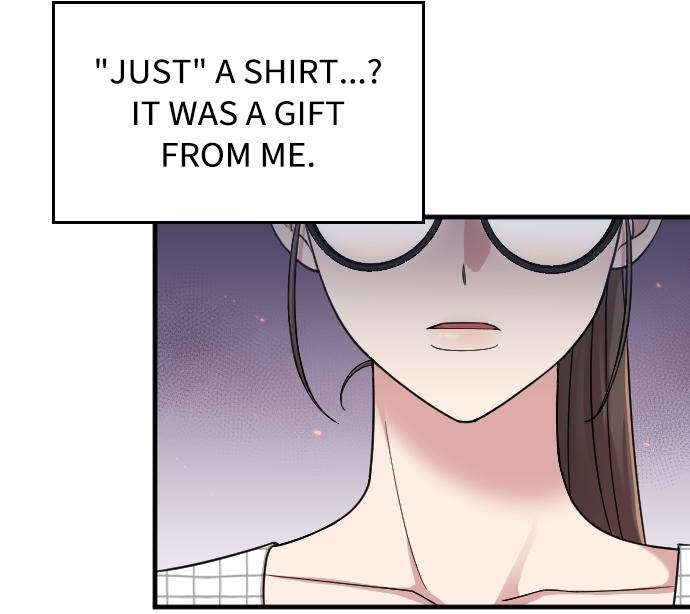 "JUST" A SHIRT...?
IT WAS A GIFT
FROM ME.